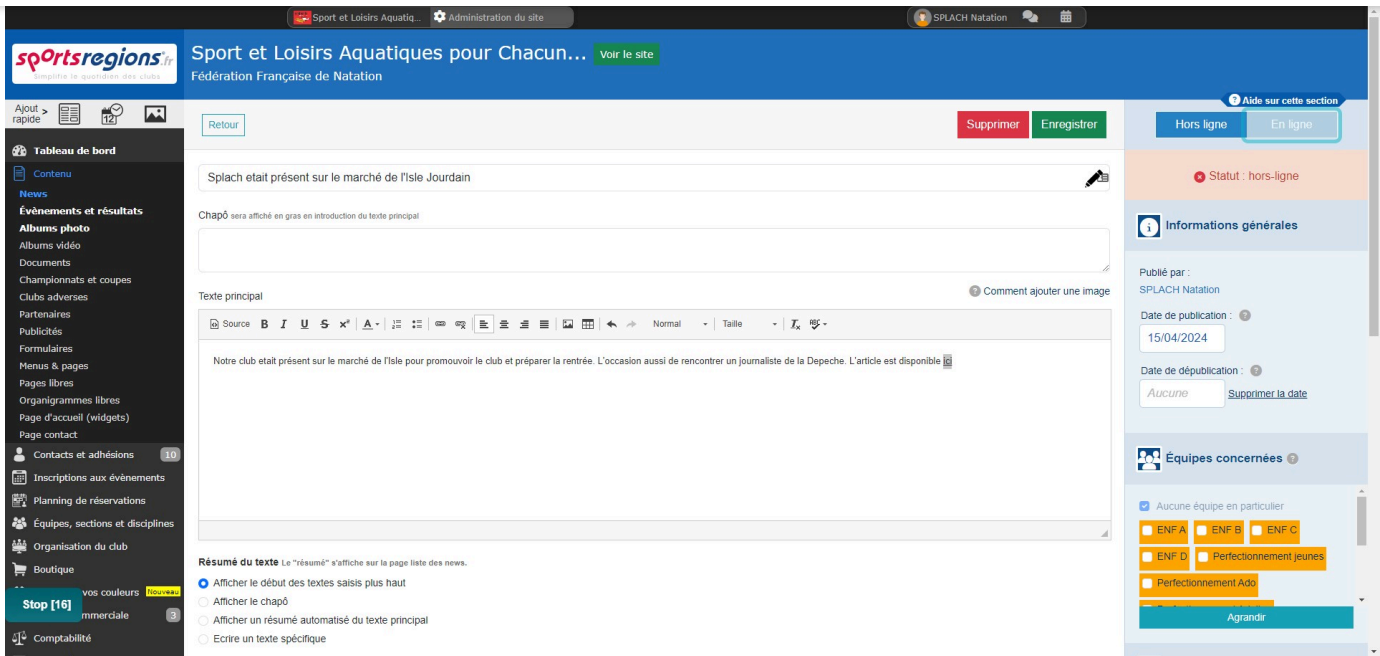 Sport et Loisirs Aquatiq... Administration du site SPLACH Natation
sportsregions.fr
Simplifie le quotidien des clubs
Sport et Loisirs Aquatiques pour Chacun... Voir le site
Fédération Française de Natation
Ajout rapide >
12
Aide sur cette section
Retour
Supprimer Enregistrer
Hors ligne En ligne
Tableau de bord
Contenu
News
Évènements et résultats
Albums photo
Albums vidéo
Documents
Championnats et coupes
Clubs adverses
Partenaires
Publicités
Formulaires
Menus & pages
Pages libres
Organigrammes libres
Page d'accueil (widgets)
Page contact
Contacts et adhésions 10
Inscriptions aux évènements
Planning de réservations
Équipes, sections et disciplines
Organisation du club
Boutique
vos couleurs Nouveau
Stop [16]
mmerciale 3
Comptabilité
Splach etait présent sur le marché de l'Isle Jourdain
Chapô sera affiché en gras en introduction du texte principal
Texte principal
Comment ajouter une image
Source B I U S x² A Normal Taille Tx ABC
Notre club etait présent sur le marché de l'Isle pour promouvoir le club et préparer la rentrée. L'occasion aussi de rencontrer un journaliste de la Depeche. L'article est disponible ici
Résumé du texte Le "résumé" s'affiche sur la page liste des news.
Afficher le début des textes saisis plus haut
Afficher le chapô
Afficher un résumé automatisé du texte principal
Ecrire un texte spécifique
Statut : hors-ligne
Informations générales
Publié par :
SPLACH Natation
Date de publication :
15/04/2024
Date de dépublication :
Aucune Supprimer la date
Équipes concernées
Aucune équipe en particulier
ENF A ENF B ENF C
ENF D Perfectionnement jeunes
Perfectionnement Ado
Agrandir